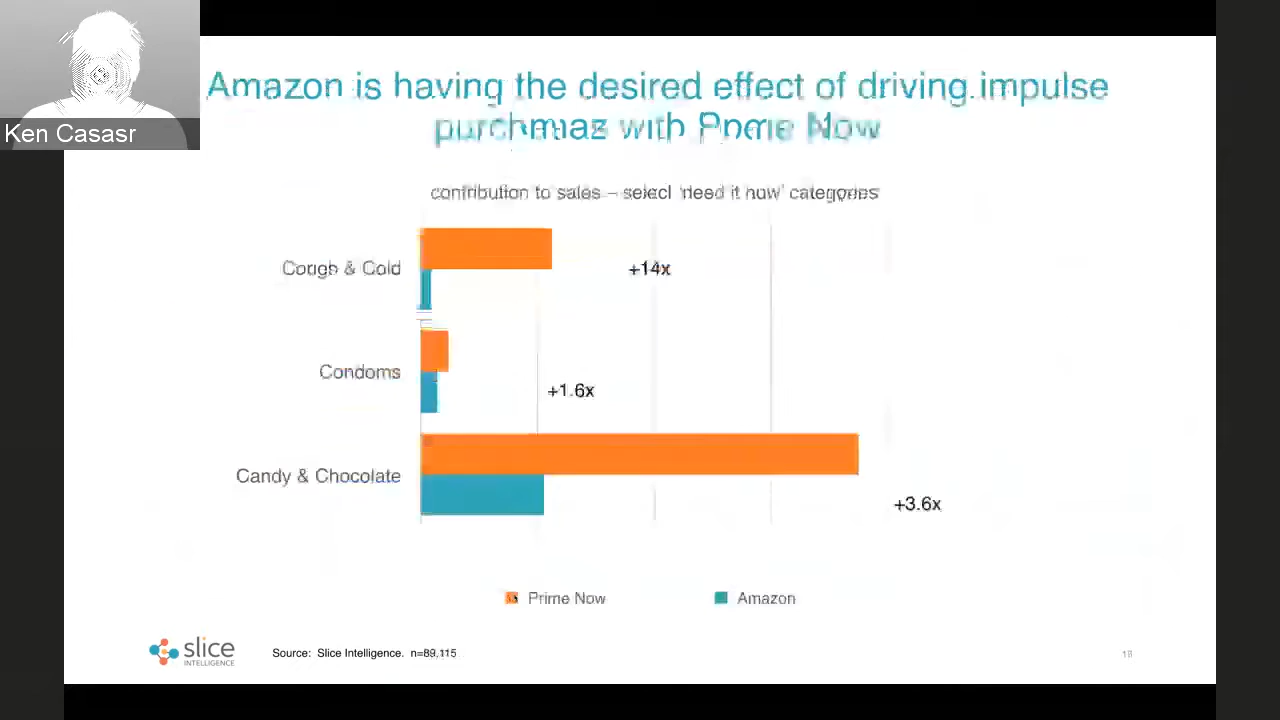 Ken Casasr
Amazon is having the desired effect of driving impulse
with Now
contribution to sales – select 'need it now' categories
Cough & Cold
+14x
Condoms
+1.6x
Candy & Chocolate
+3.6x
Prime Now
Amazon
slice
INTELLIGENCE
Source: Slice Intelligence. n=89,115